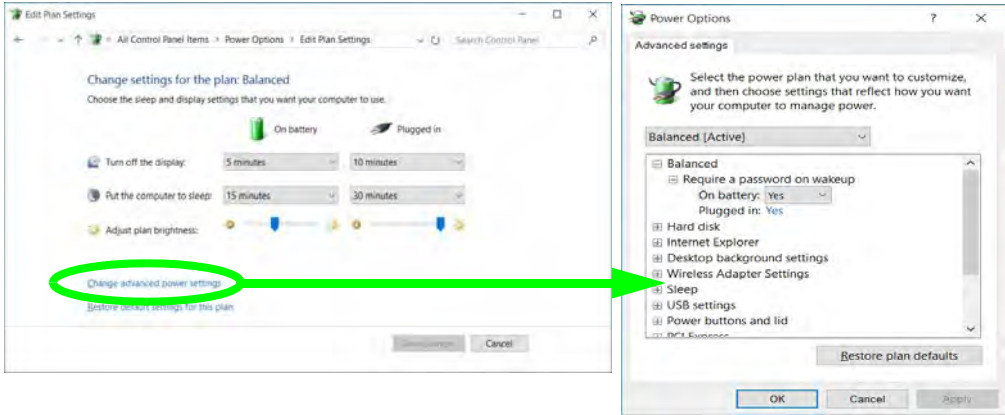 Edit Plan Settings
All Control Panel Items > Power Options > Edit Plan Settings
Search Control Panel
Change settings for the plan: Balanced
Choose the sleep and display settings that you want your computer to use.
On battery
Plugged in
Turn off the display:
5 minutes
10 minutes
Put the computer to sleep:
15 minutes
30 minutes
Adjust plan brightness:
Change advanced power settings
Restore default settings for this plan
Cancel
Power Options
Advanced settings
Select the power plan that you want to customize,
and then choose settings that reflect how you want
your computer to manage power.
Balanced [Active]
Balanced
Require a password on wakeup
On battery: Yes
Plugged in: Yes
Hard disk
Internet Explorer
Desktop background settings
Wireless Adapter Settings
Sleep
USB settings
Power buttons and lid
PCI Express
Restore plan defaults
OK
Cancel
Apply